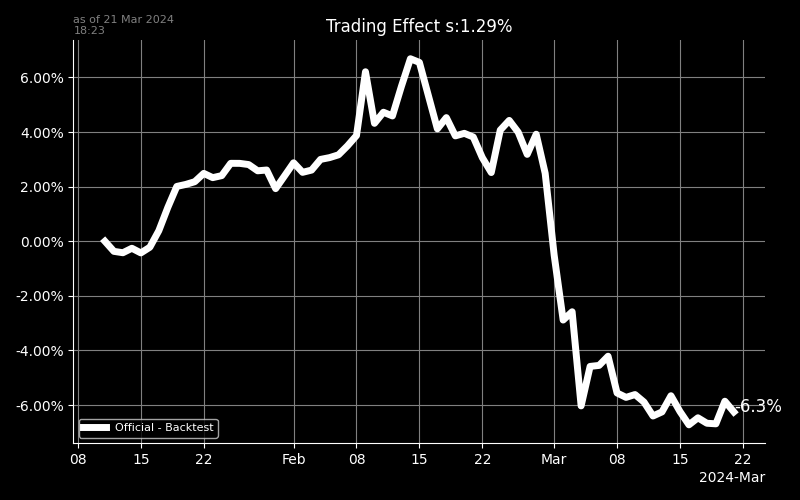 as of 21 Mar 2024
18:23
Trading Effect s:1.29%
6.00%
4.00%
2.00%
0.00%
-2.00%
-4.00%
-6.00%
-6.3%
Official - Backtest
08 15 22 Feb 08 15 22 Mar 08 15 22
2024-Mar